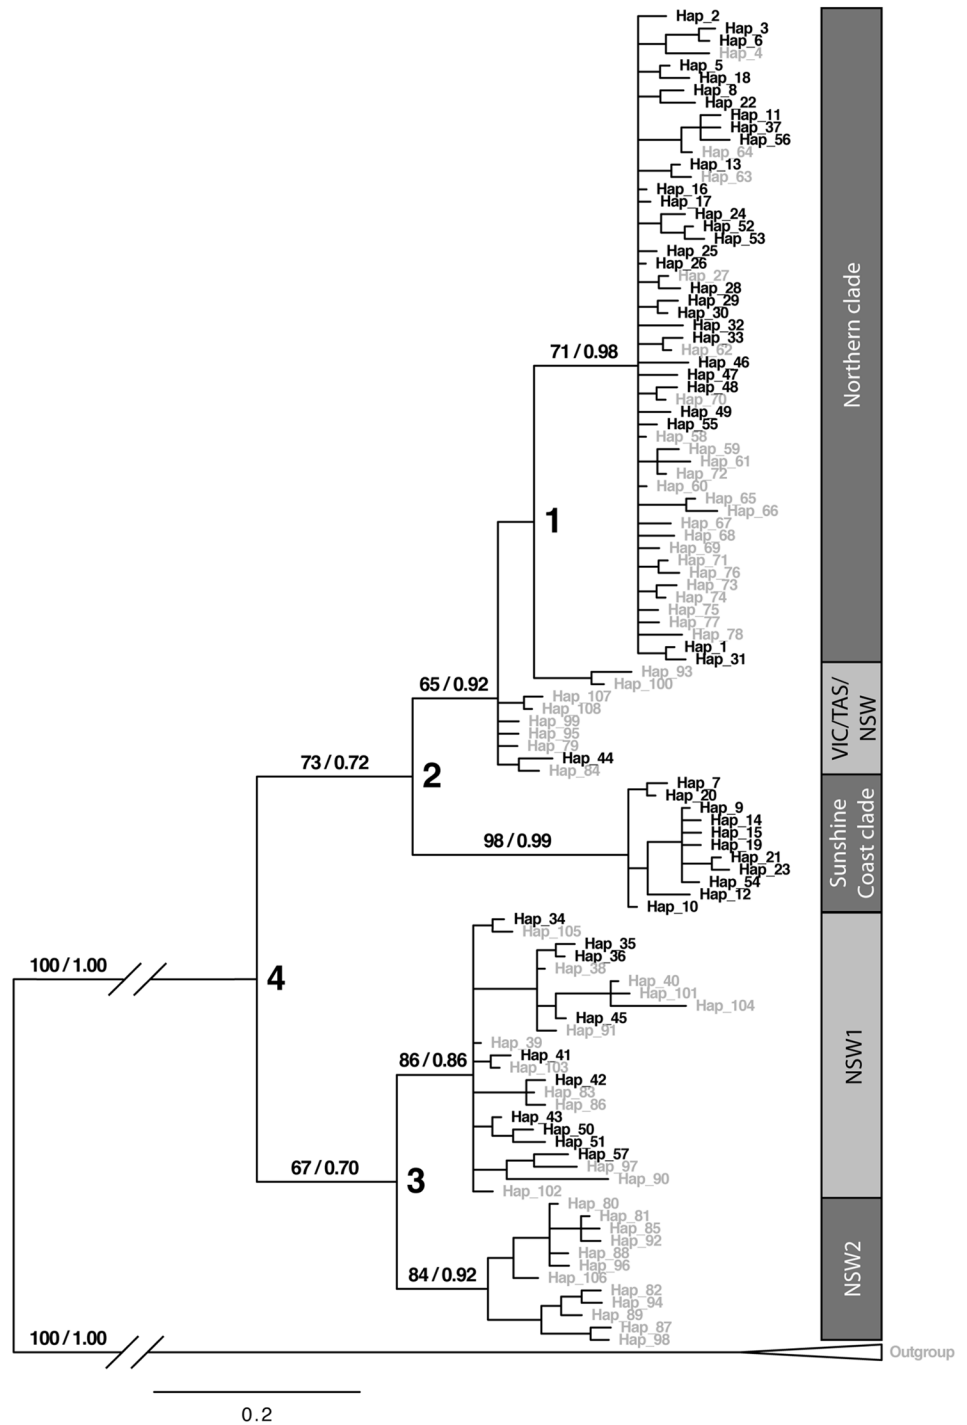 Hap_2
Hap_3
Hap_6
Hap_4
Hap_5
Hap_18
Hap_8
Hap_22
Hap_11
Hap_37
Hap_56
Hap_64
Hap_13
Hap_63
Hap_16
Hap_17
Hap_24
Hap_52
Hap_53
Hap_25
Hap_26
Hap_27
Hap_28
Hap_29
Hap_30
Hap_32
Hap_33
Hap_62
71 / 0.98
Hap_46
Hap_47
Hap_48
Hap_70
Hap_49
Hap_55
Hap_58
Hap_59
Hap_61
Hap_72
Hap_60
Hap_65
Hap_66
1
Hap_67
Hap_68
Hap_69
Hap_71
Hap_76
Hap_73
Hap_74
Hap_75
Hap_77
Hap_78
Hap_1
Hap_31
Northern clade
Hap_93
Hap_100
65 / 0.92
Hap_107
Hap_108
Hap_99
Hap_95
Hap_79
Hap_44
Hap_84
VIC/TAS/
NSW
73 / 0.72
2
Hap_7
Hap_20
Hap_9
Hap_14
Hap_15
Hap_19
98 / 0.99
Hap_21
Hap_23
Hap_54
Hap_12
Hap_10
Sunshine
Coast clade
Hap_34
Hap_105
Hap_35
Hap_36
Hap_38
100 / 1.00
4
Hap_40
Hap_101
Hap_104
Hap_45
Hap_91
Hap_39
86 / 0.86
Hap_41
Hap_103
Hap_42
Hap_83
Hap_86
Hap_43
Hap_50
Hap_51
Hap_57
67 / 0.70
3
Hap_97
Hap_90
Hap_102
NSW1
Hap_80
Hap_81
Hap_85
Hap_92
Hap_88
Hap_96
84 / 0.92
Hap_106
Hap_82
Hap_94
Hap_89
Hap_87
Hap_98
NSW2
100 / 1.00
Outgroup
0.2